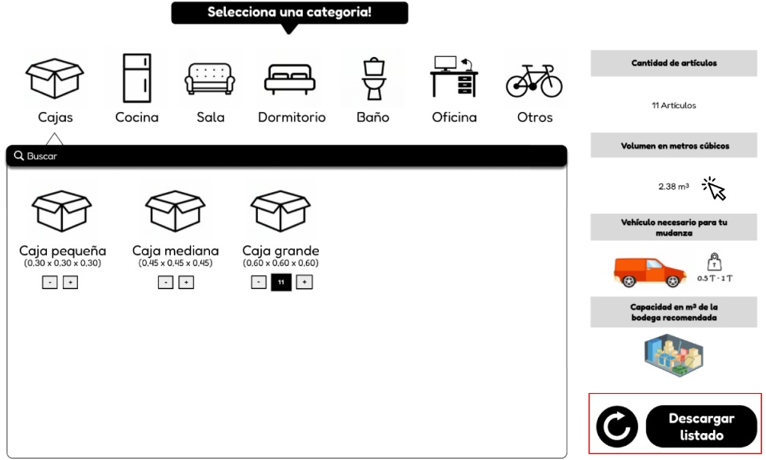 Selecciona una categoria!
Cajas
Cocina
Sala
Dormitorio
Baño
Oficina
Otros
Buscar
Caja pequeña
(0,30 x 0,30 x 0,30)
- +
Caja mediana
(0,45 x 0,45 x 0,45)
- +
Caja grande
(0,60 x 0,60 x 0,60)
- 11 +
Cantidad de artículos
11 Artículos
Volumen en metros cúbicos
2.38 m³
Vehículo necesario para tu
mudanza
0.5 T - 1 T
Capacidad en m³ de la
bodega recomendada
Descargar
listado